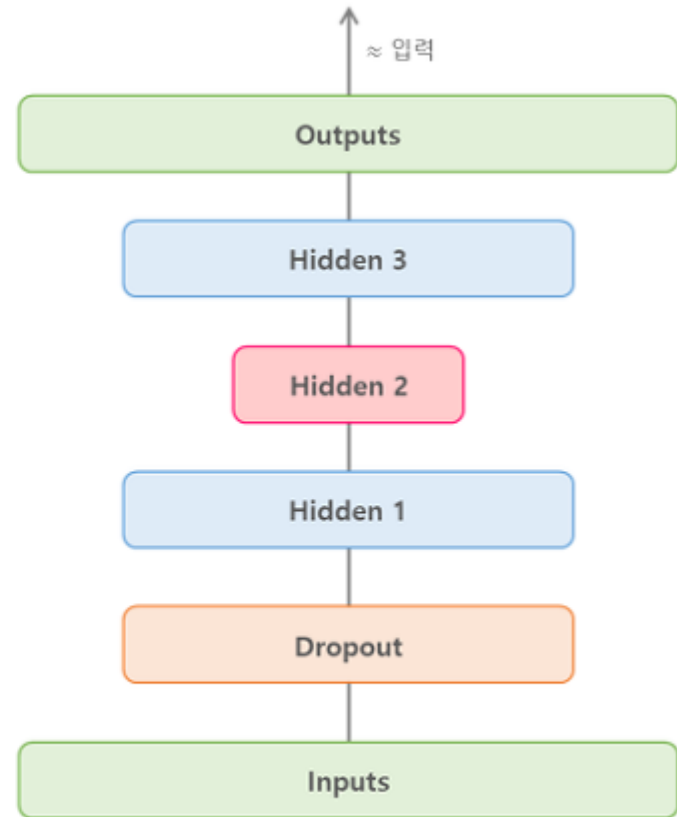 ≈ 입력
Outputs
Hidden 3
Hidden 2
Hidden 1
Dropout
Inputs